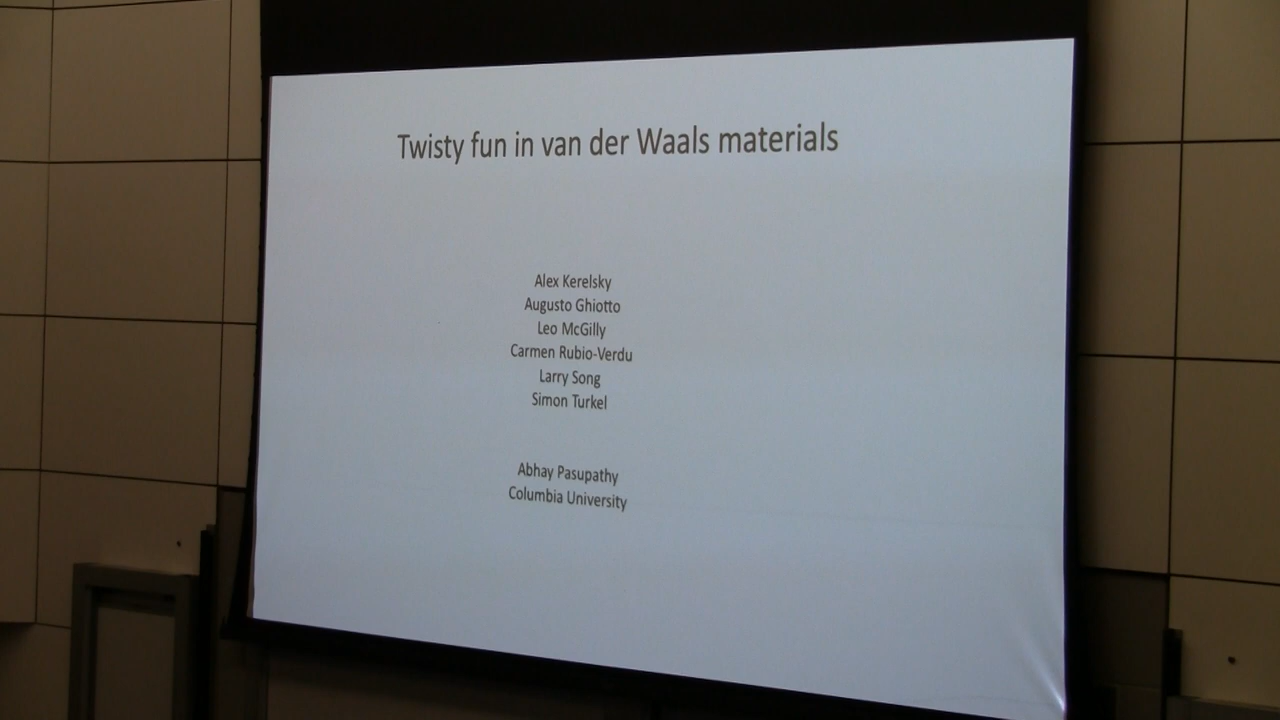 Twisty fun in van der Waals materials
Alex Kerelsky
Augusto Ghiotto
Leo McGilly
Carmen Rubio-Verdu
Larry Song
Simon Turkel
Abhay Pasupathy
Columbia University